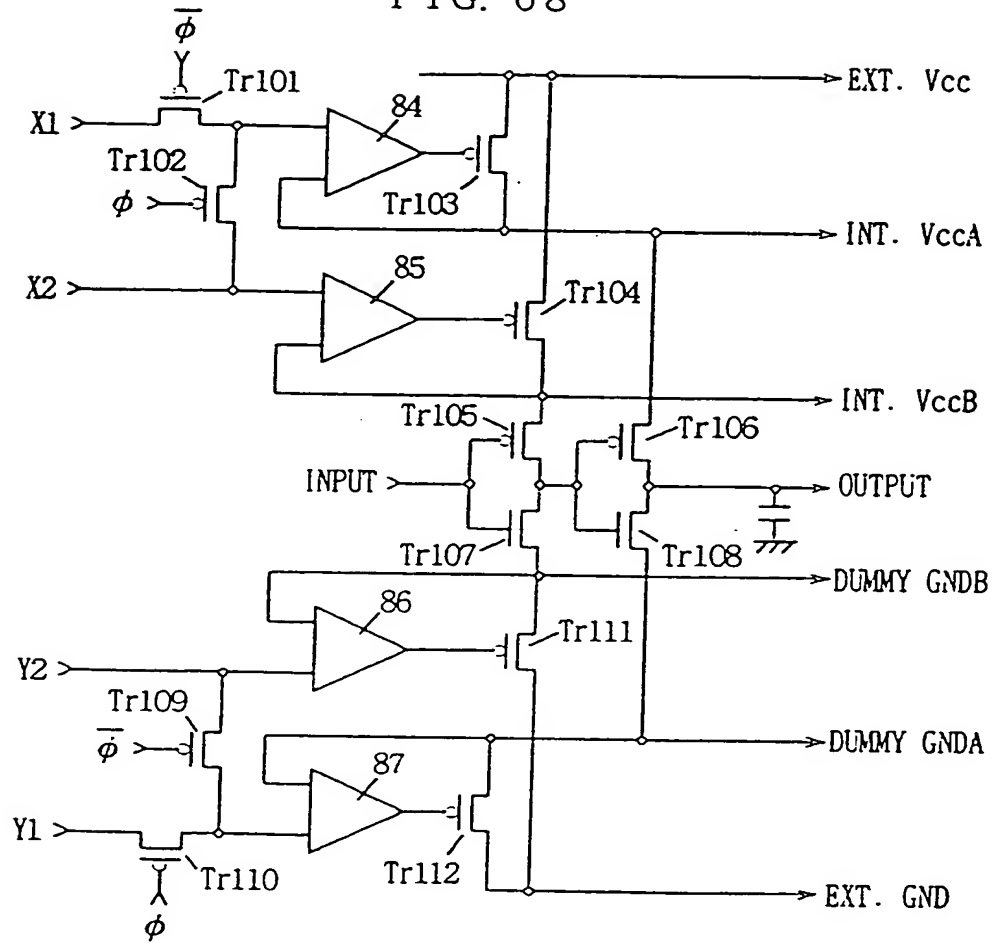 FIG. 68
φ̅
Tr101
EXT. Vcc
X1
84
Tr102
φ
Tr103
INT. VccA
X2
85
Tr104
INT. VccB
Tr105
Tr106
INPUT
OUTPUT
Tr107
Tr108
DUMMY GNDB
86
Tr111
Y2
Tr109
φ̅
DUMMY GNDA
87
Y1
Tr110
Tr112
EXT. GND
φ